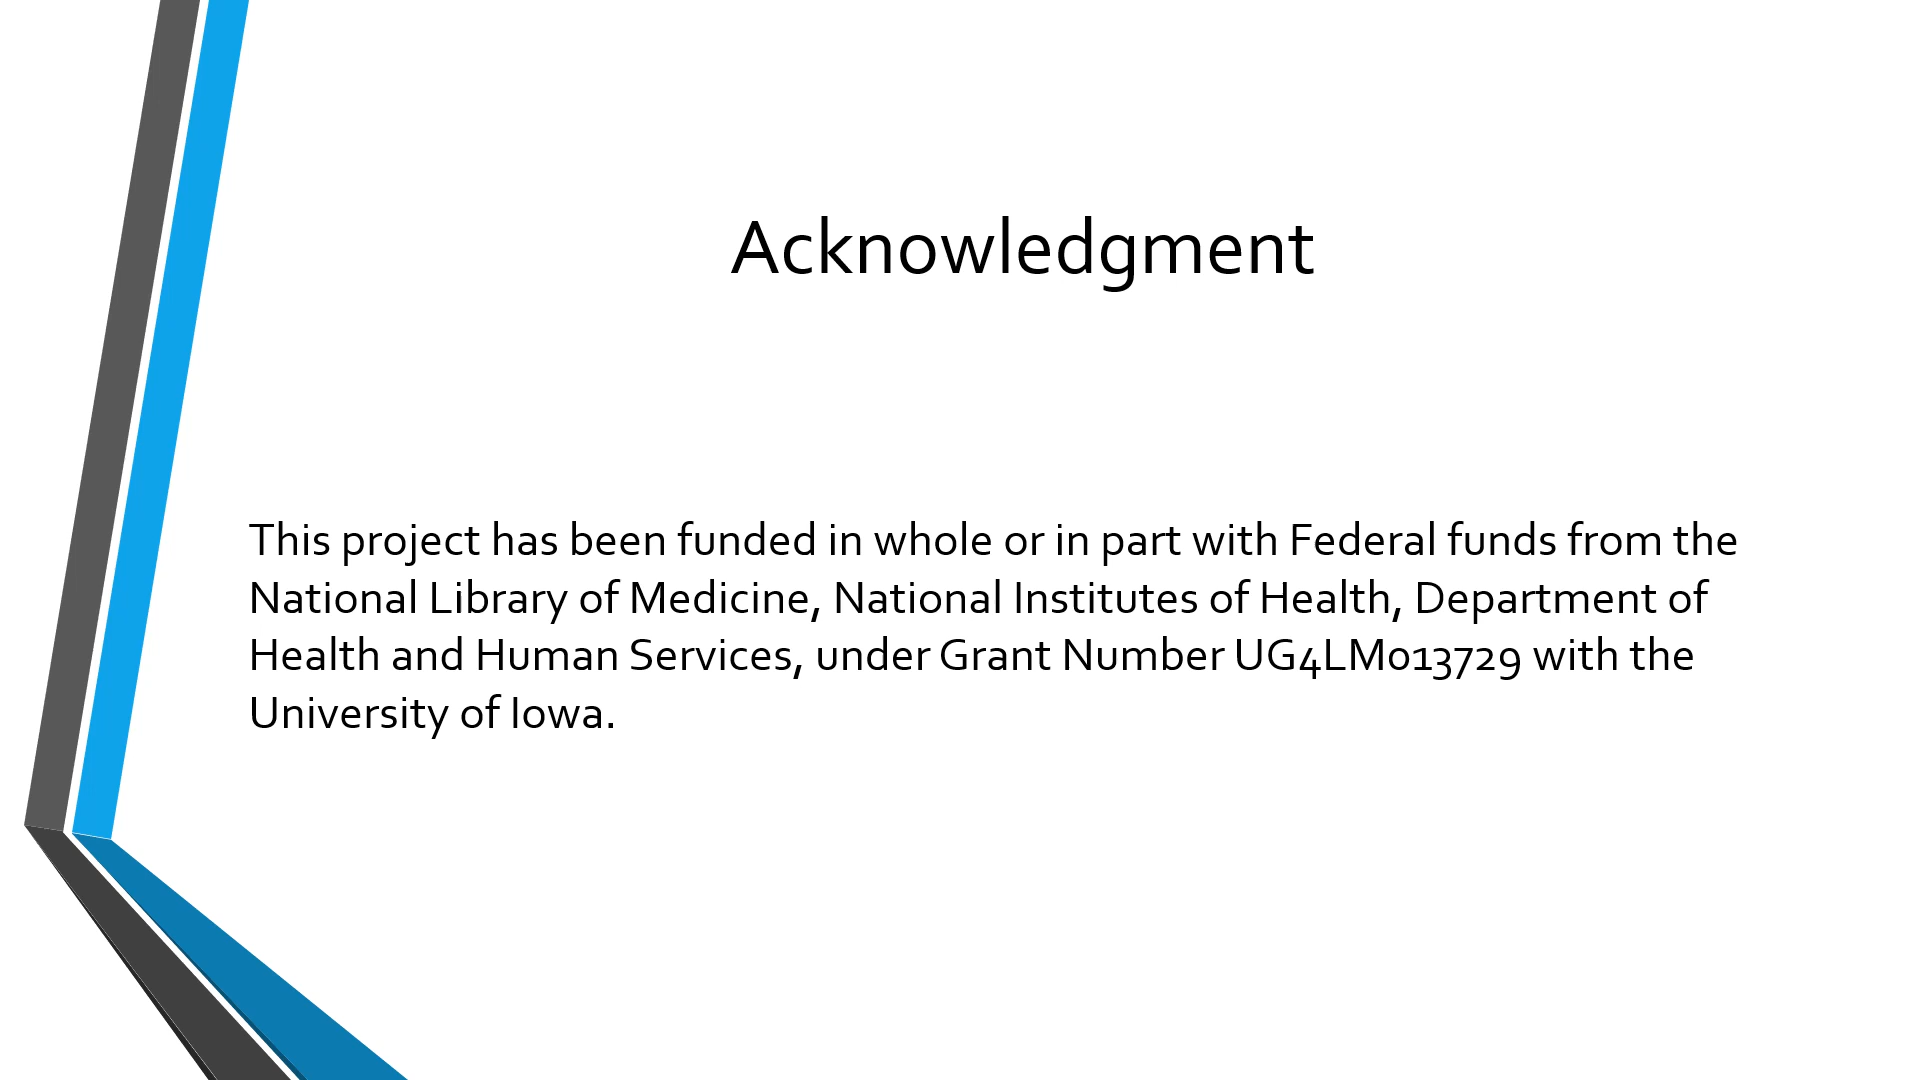 Acknowledgment
This project has been funded in whole or in part with Federal funds from the
National Library of Medicine, National Institutes of Health, Department of
Health and Human Services, under Grant Number UG4LM013729 with the
University of Iowa.